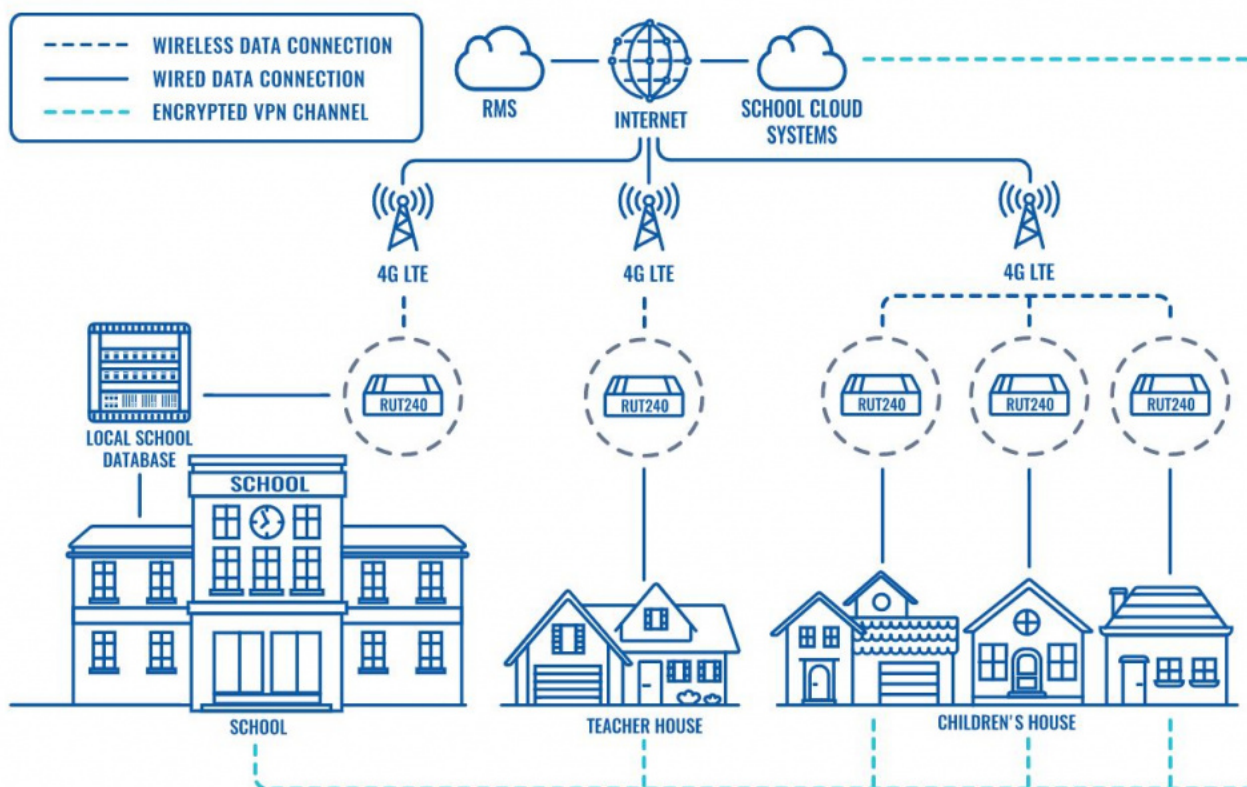 WIRELESS DATA CONNECTION
WIRED DATA CONNECTION
ENCRYPTED VPN CHANNEL
RMS
INTERNET
SCHOOL CLOUD
SYSTEMS
4G LTE
4G LTE
4G LTE
RUT240
RUT240
RUT240
RUT240
RUT240
LOCAL SCHOOL
DATABASE
SCHOOL
SCHOOL
TEACHER HOUSE
CHILDREN'S HOUSE